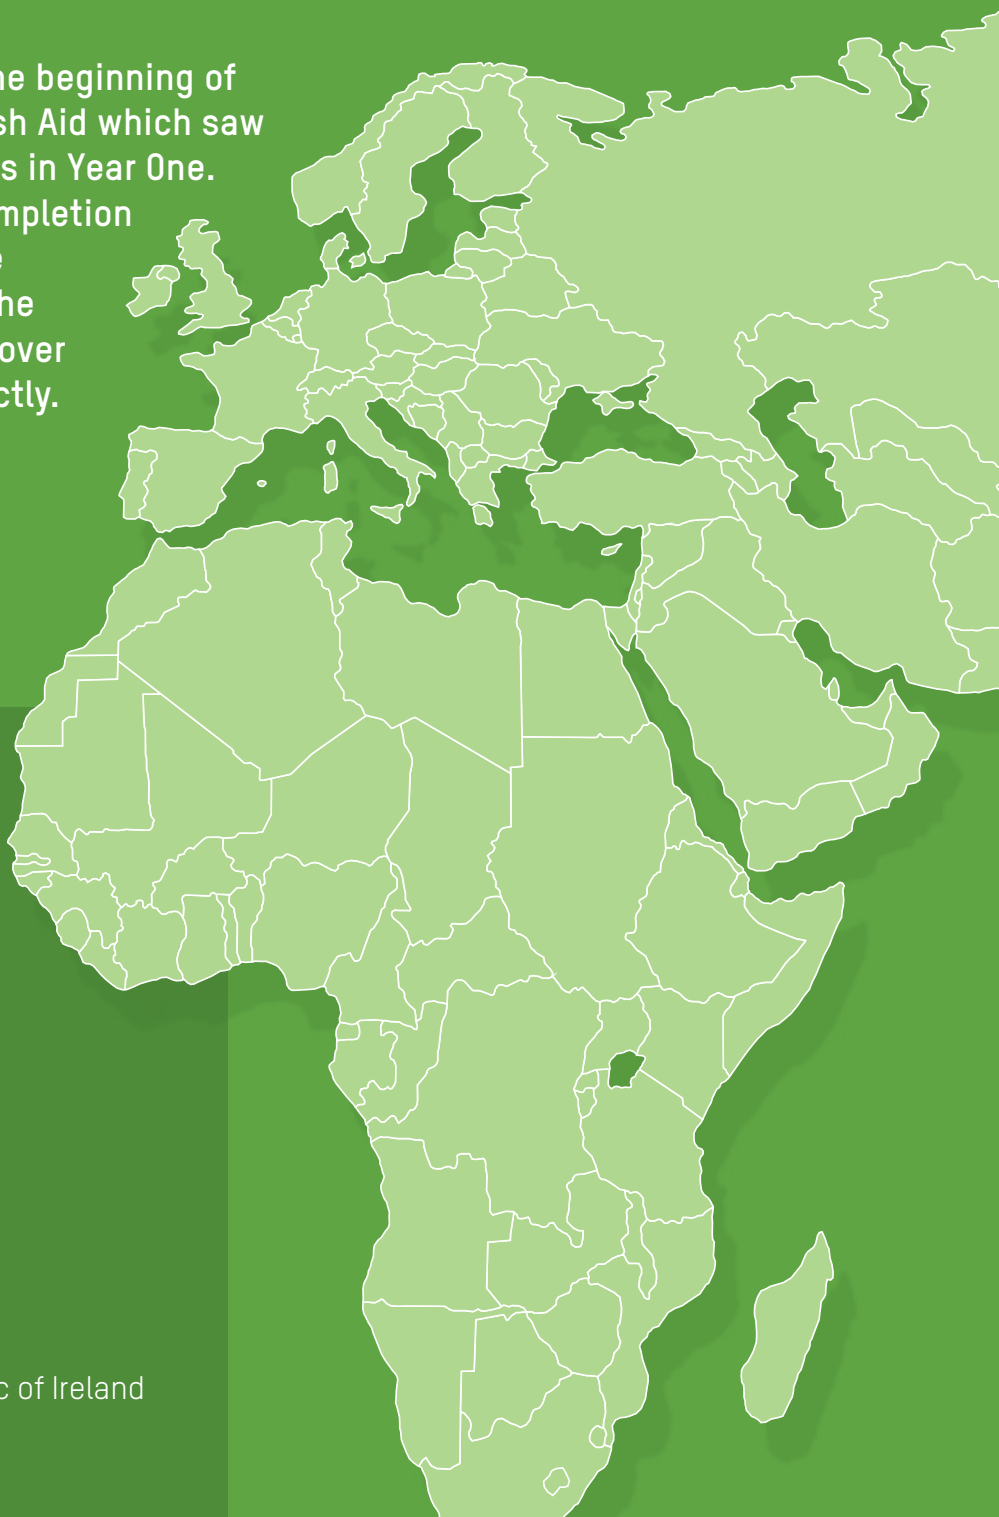 he beginning of
sh Aid which saw
s in Year One.
mpletion
e
he
over
ctly.
c of Ireland